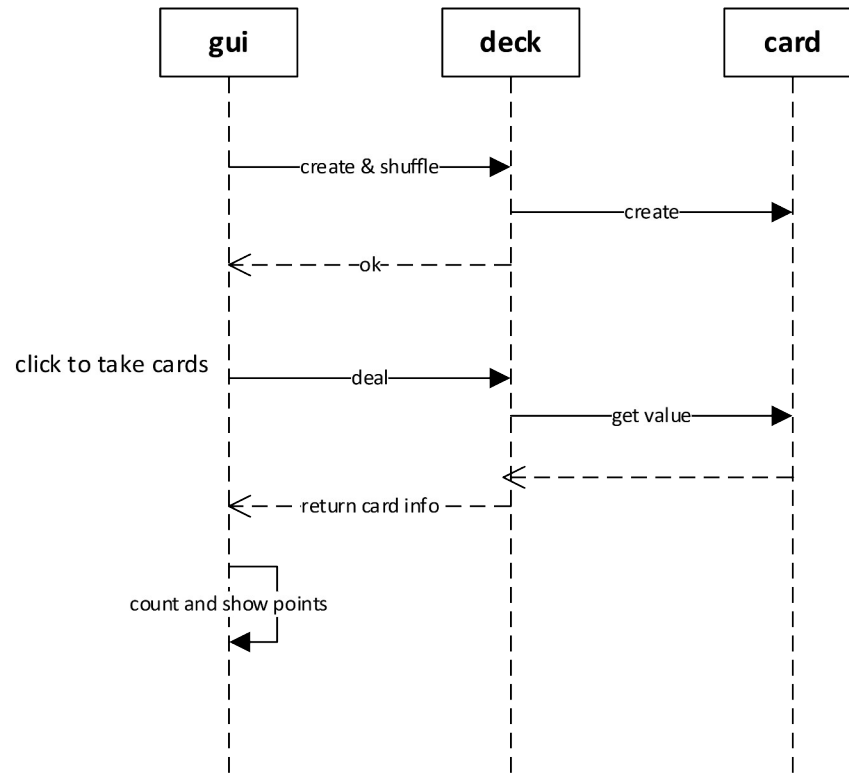 gui
deck
card
create & shuffle
create
ok
click to take cards
deal
get value
return card info
count and show points